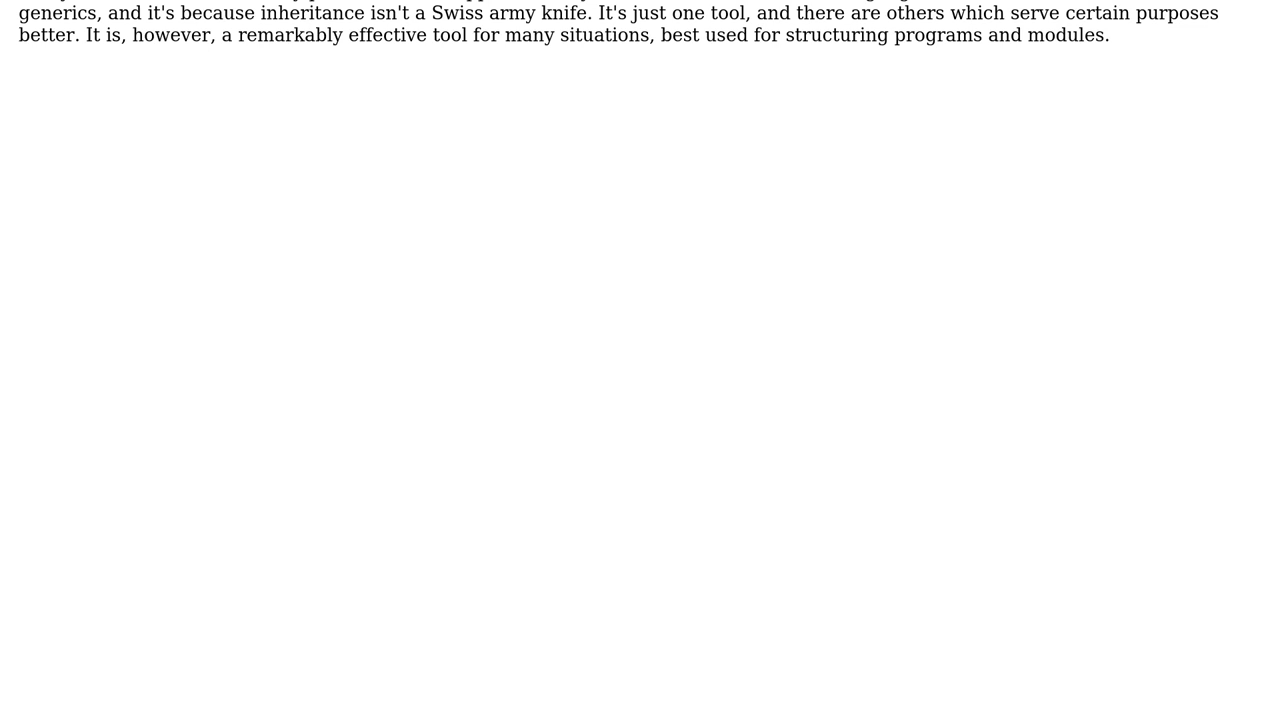 generics, and it's because inheritance isn't a Swiss army knife. It's just one tool, and there are others which serve certain purposes
better. It is, however, a remarkably effective tool for many situations, best used for structuring programs and modules.